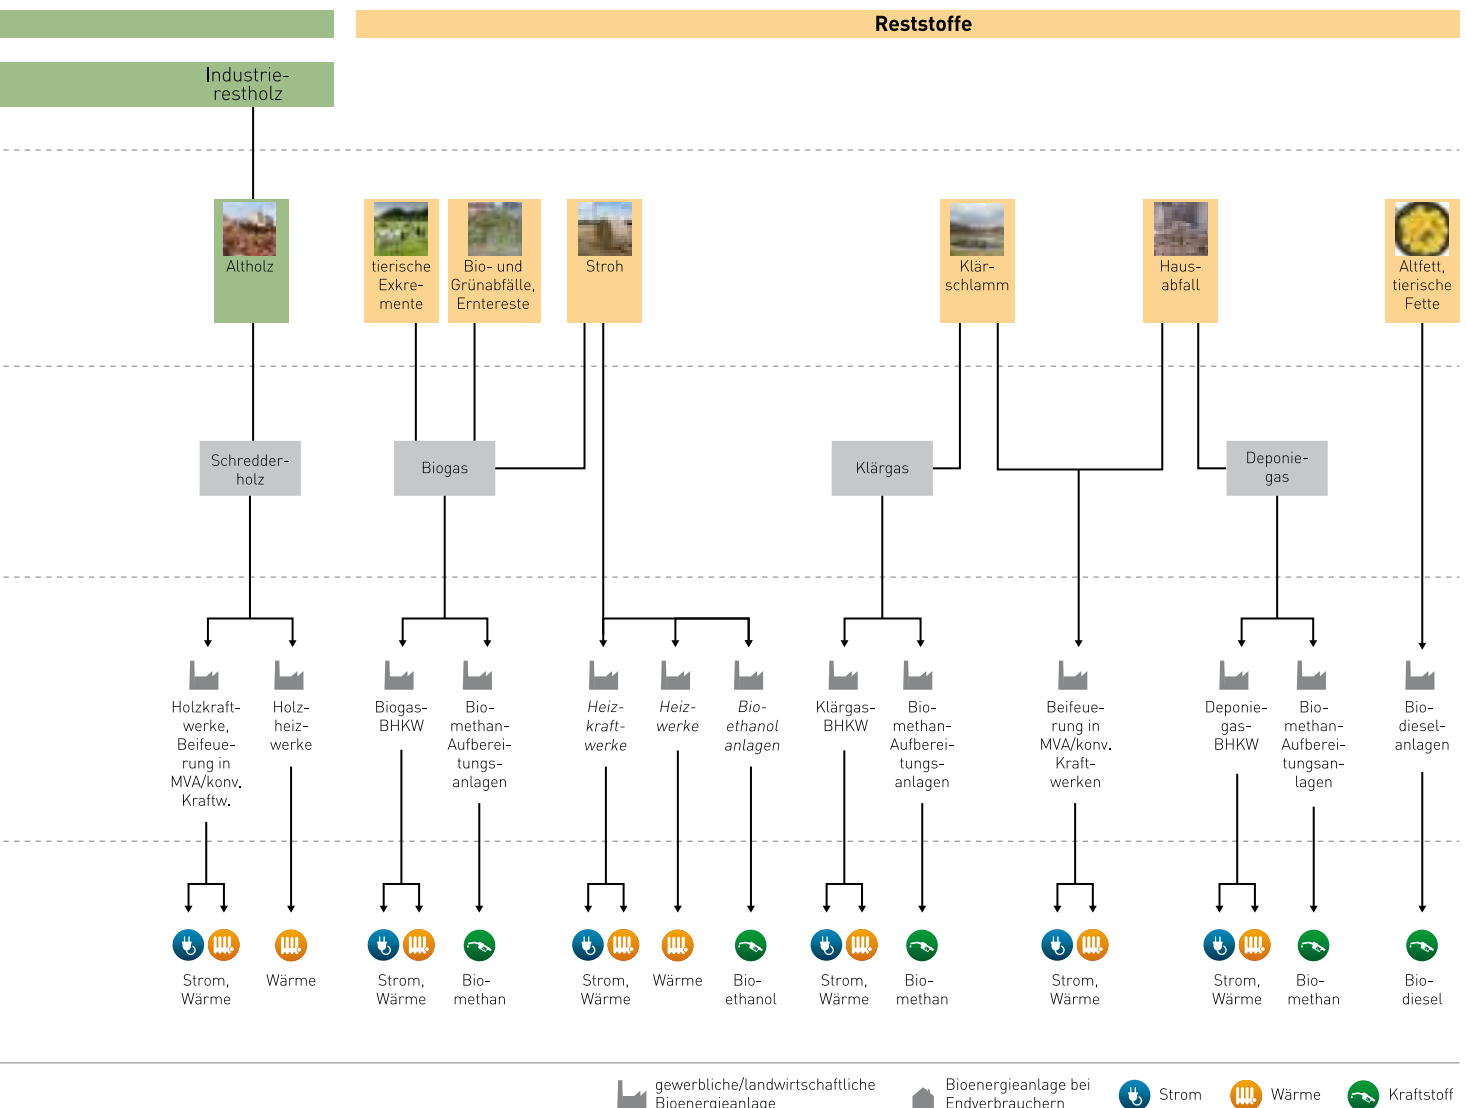 Reststoffe
Industrie-
restholz
Altholz
tierische
Exkre-
mente
Bio- und
Grünabfälle,
Erntereste
Stroh
Klär-
schlamm
Haus-
abfall
Altfett,
tierische
Fette
Schredder-
holz
Biogas
Klärgas
Deponie-
gas
Holzkraft-
werke,
Beifeue-
rung in
MVA/konv.
Kraftw.
Holz-
heiz-
werke
Biogas-
BHKW
Bio-
methan-
Aufberei-
tungs-
anlagen
Heiz-
kraft-
werke
Heiz-
werke
Bio-
ethanol
anlagen
Klärgas-
BHKW
Bio-
methan-
Aufberei-
tungs-
anlagen
Beifeue-
rung in
MVA/konv.
Kraft-
werken
Deponie-
gas-
BHKW
Bio-
methan-
Aufberei-
tungsan-
lagen
Bio-
diesel-
anlagen
Strom,
Wärme
Wärme
Strom,
Wärme
Bio-
methan
Strom,
Wärme
Wärme
Bio-
ethanol
Strom,
Wärme
Bio-
methan
Strom,
Wärme
Strom,
Wärme
Bio-
methan
Bio-
diesel
gewerbliche/landwirtschaftliche
Bioenergieanlage
Bioenergieanlage bei
Endverbrauchern
Strom
Wärme
Kraftstoff